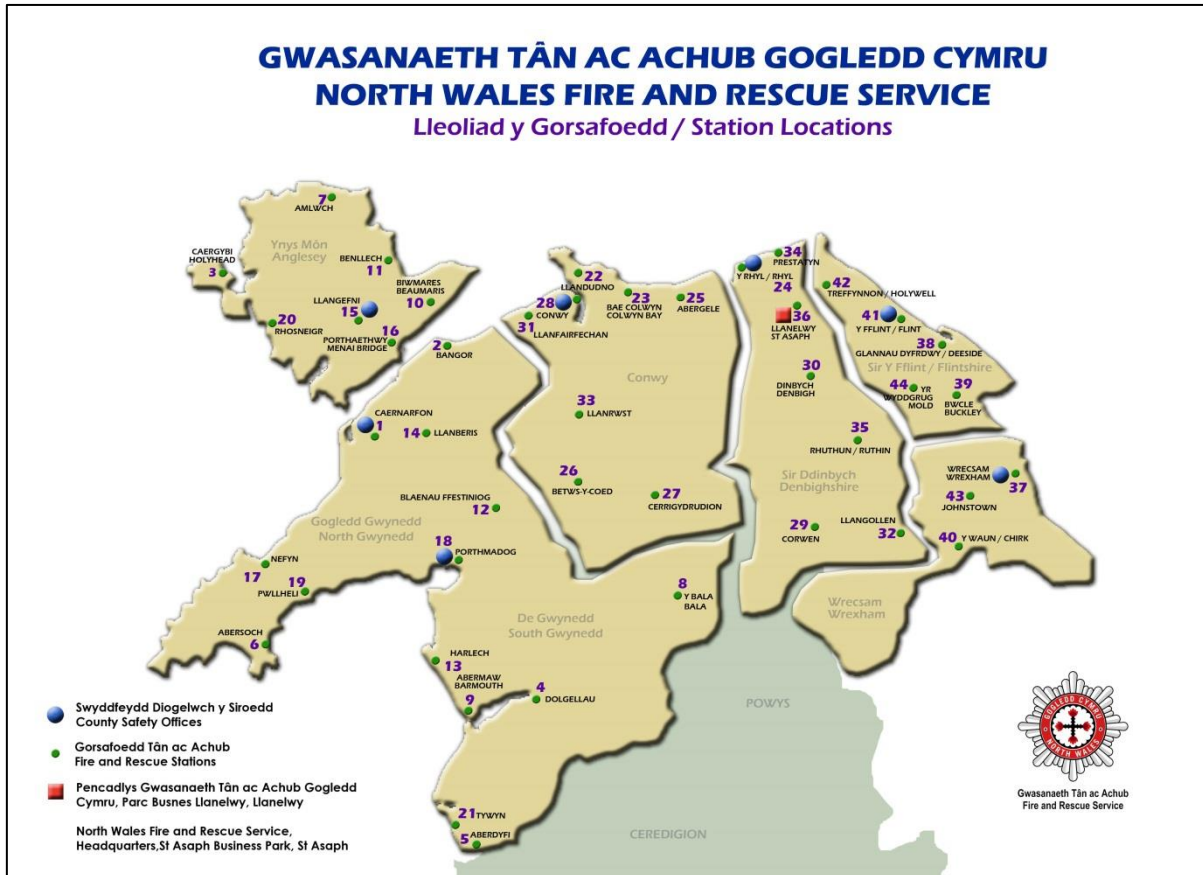 GWASANAETH TÂN AC ACHUB GOGLEDD CYMRU
NORTH WALES FIRE AND RESCUE SERVICE
Lleoliad y Gorsafoedd / Station Locations
7
AMLWCH
Ynys Môn
Anglesey
CAERGYBI
HOLYHEAD
3
BENLLECH
11
BIWMARES
BEAUMARIS
10
LLANGEFNI
15
20
RHOSNEIGR
16
PORTHAETHWY
MENAI BRIDGE
2
BANGOR
22
LLANDUDNO
28
CONWY
31
LLANFAIRFECHAN
23
BAE COLWYN
COLWYN BAY
25
ABERGELE
34
PRESTATYN
Y RHYL / RHYL
24
36
LLANELWY
ST ASAPH
42
TREFFYNNON / HOLYWELL
41
Y FFLINT / FLINT
38
GLANNAU DYFRDWY / DEESIDE
Sir Y Fflint / Flintshire
44
YR
WYDDGRUG
MOLD
39
BWCLE
BUCKLEY
30
DINBYCH
DENBIGH
Conwy
33
LLANRWST
CAERNARFON
1
14
LLANBERIS
35
RHUTHUN / RUTHIN
26
BETWS-Y-COED
27
CERRIGYDRUDION
Sir Ddinbych
Denbighshire
WRECSAM
WREXHAM
37
43
JOHNSTOWN
BLAENAU FFESTINIOG
12
Gogledd Gwynedd
North Gwynedd
29
CORWEN
LLANGOLLEN
32
40
Y WAUN / CHIRK
18
PORTHMADOG
NEFYN
17
19
PWLLHELI
8
Y BALA
BALA
Wrecsam
Wrexham
De Gwynedd
South Gwynedd
ABERSOCH
6
HARLECH
13
ABERMAW
BARMOUTH
9
4
DOLGELLAU
POWYS
21
TYWYN
5
ABERDYFI
CEREDIGION
Swyddfeydd Diogelwch y Siroedd
County Safety Offices
Gorsafoedd Tân ac Achub
Fire and Rescue Stations
Pencadlys Gwasanaeth Tân ac Achub Gogledd
Cymru, Parc Busnes Llanelwy, Llanelwy
North Wales Fire and Rescue Service,
Headquarters,St Asaph Business Park, St Asaph
GOGLEDD CYMRU
NORTH WALES
Gwasanaeth Tân ac Achub
Fire and Rescue Service